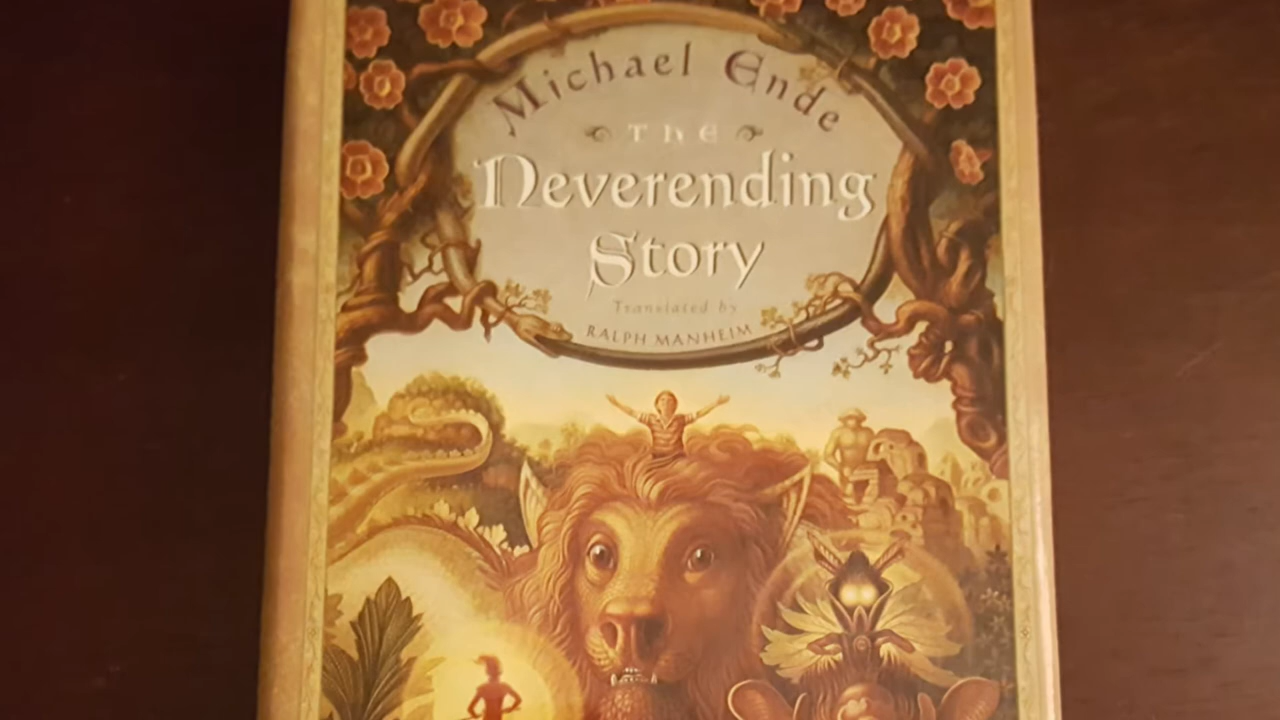 Michael Ende
THE
Neverending
Story
Translated by
RALPH MANHEIM